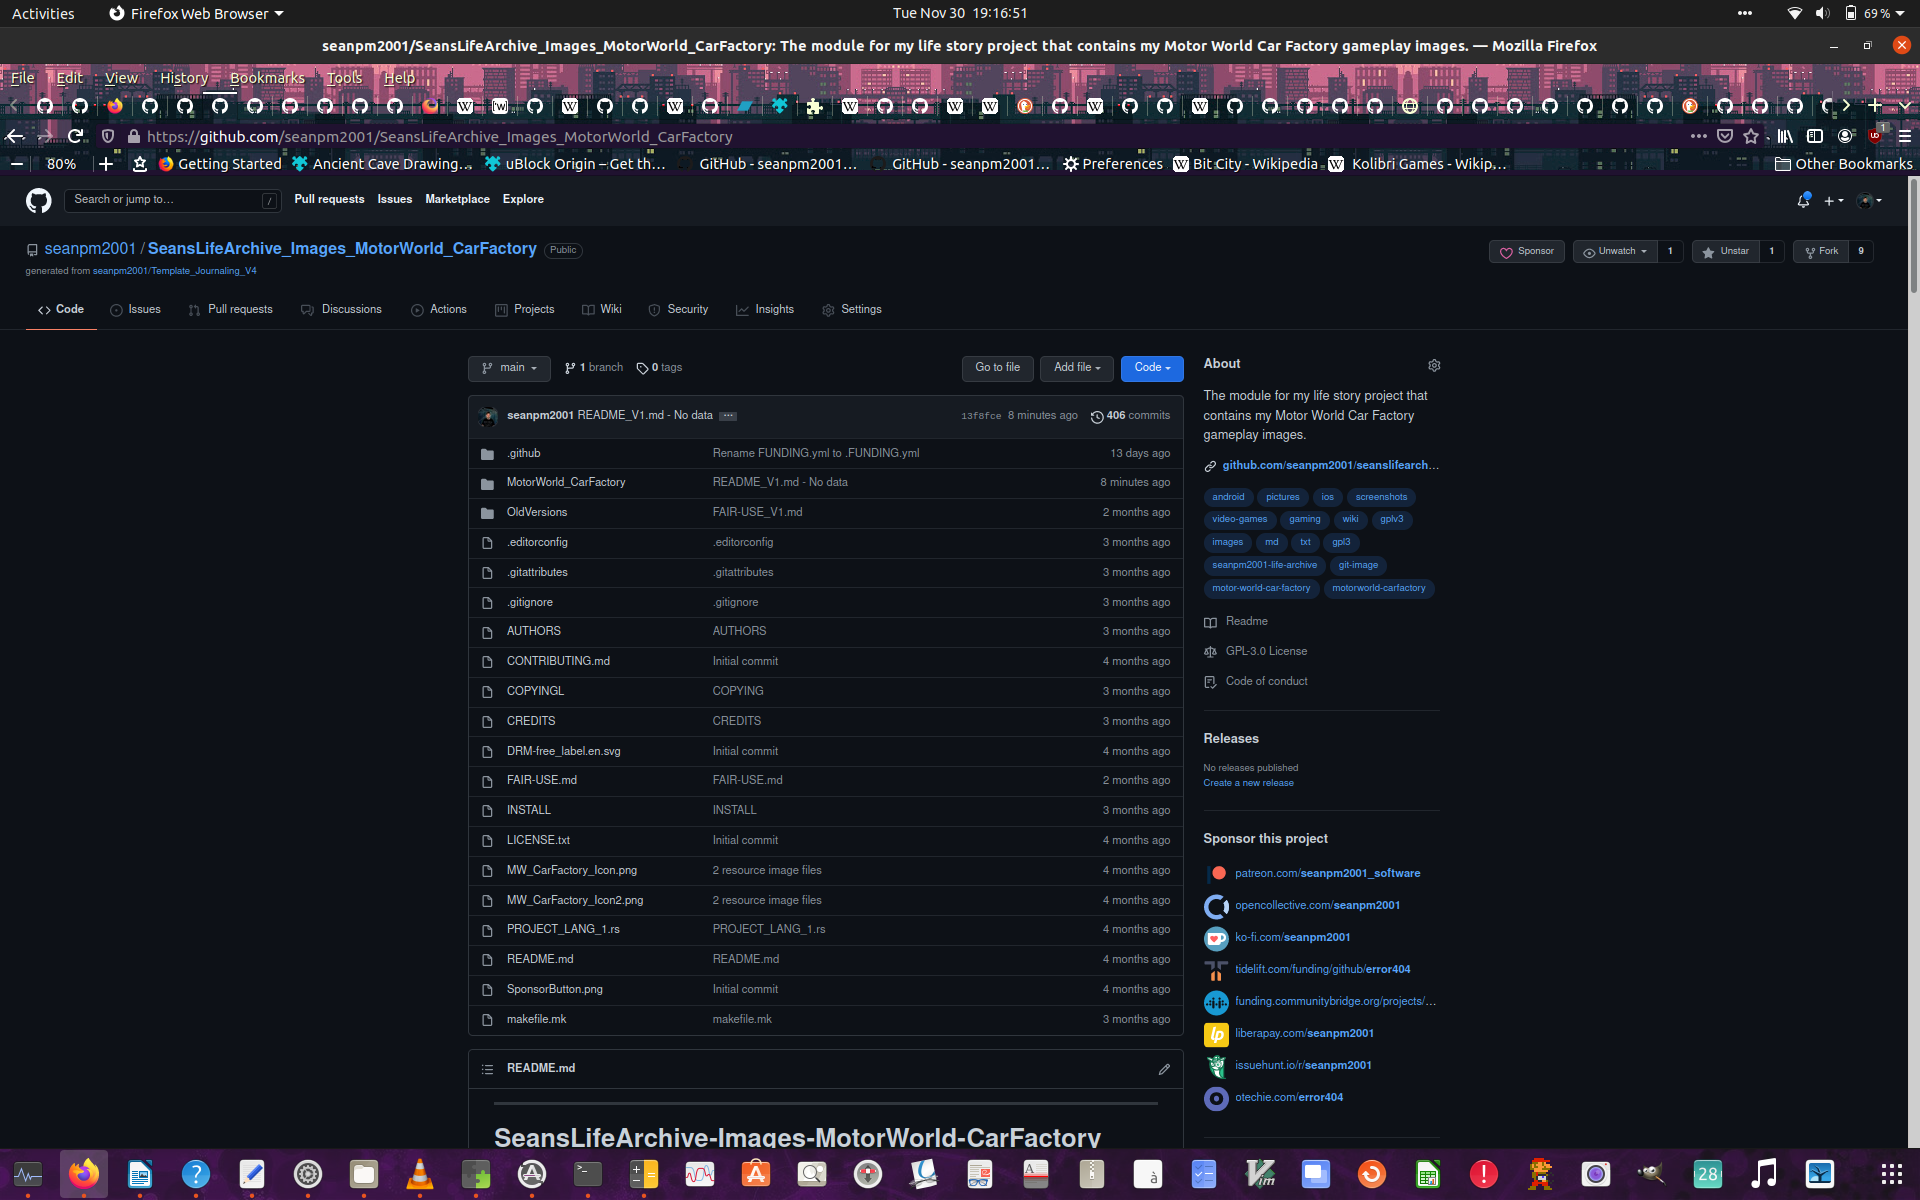 Activities Firefox Web Browser Tue Nov 30 19:16:51 69 %
seanpm2001/SeansLifeArchive_Images_MotorWorld_CarFactory: The module for my life story project that contains my Motor World Car Factory gameplay images. — Mozilla Firefox
File Edit View History Bookmarks Tools Help
https://github.com/seanpm2001/SeansLifeArchive_Images_MotorWorld_CarFactory
80% Getting Started Ancient Cave Drawing… uBlock Origin – Get th… GitHub - seanpm2001… GitHub - seanpm2001… Preferences Bit City - Wikipedia Kolibri Games - Wikip… Other Bookmarks
Search or jump to… / Pull requests Issues Marketplace Explore
seanpm2001 / SeansLifeArchive_Images_MotorWorld_CarFactory Public
Sponsor Unwatch 1 Unstar 1 Fork 9
generated from seanpm2001/Template_Journaling_V4
Code Issues Pull requests Discussions Actions Projects Wiki Security Insights Settings
main 1 branch 0 tags Go to file Add file Code
seanpm2001 README_V1.md - No data ··· 13f8fce 8 minutes ago 406 commits
.github Rename FUNDING.yml to .FUNDING.yml 13 days ago
MotorWorld_CarFactory README_V1.md - No data 8 minutes ago
OldVersions FAIR-USE_V1.md 2 months ago
.editorconfig .editorconfig 3 months ago
.gitattributes .gitattributes 3 months ago
.gitignore .gitignore 3 months ago
AUTHORS AUTHORS 3 months ago
CONTRIBUTING.md Initial commit 4 months ago
COPYINGL COPYING 3 months ago
CREDITS CREDITS 3 months ago
DRM-free_label.en.svg Initial commit 4 months ago
FAIR-USE.md FAIR-USE.md 2 months ago
INSTALL INSTALL 3 months ago
LICENSE.txt Initial commit 4 months ago
MW_CarFactory_Icon.png 2 resource image files 4 months ago
MW_CarFactory_Icon2.png 2 resource image files 4 months ago
PROJECT_LANG_1.rs PROJECT_LANG_1.rs 4 months ago
README.md README.md 4 months ago
SponsorButton.png Initial commit 4 months ago
makefile.mk makefile.mk 3 months ago
README.md
SeansLifeArchive-Images-MotorWorld-CarFactory
About
The module for my life story project that
contains my Motor World Car Factory
gameplay images.
github.com/seanpm2001/seanslifearch…
android pictures ios screenshots
video-games gaming wiki gplv3
images md txt gpl3
seanpm2001-life-archive git-image
motor-world-car-factory motorworld-carfactory
Readme
GPL-3.0 License
Code of conduct
Releases
No releases published
Create a new release
Sponsor this project
patreon.com/seanpm2001_software
opencollective.com/seanpm2001
ko-fi.com/seanpm2001
tidelift.com/funding/github/error404
funding.communitybridge.org/projects/…
liberapay.com/seanpm2001
issuehunt.io/r/seanpm2001
otechie.com/error404
28